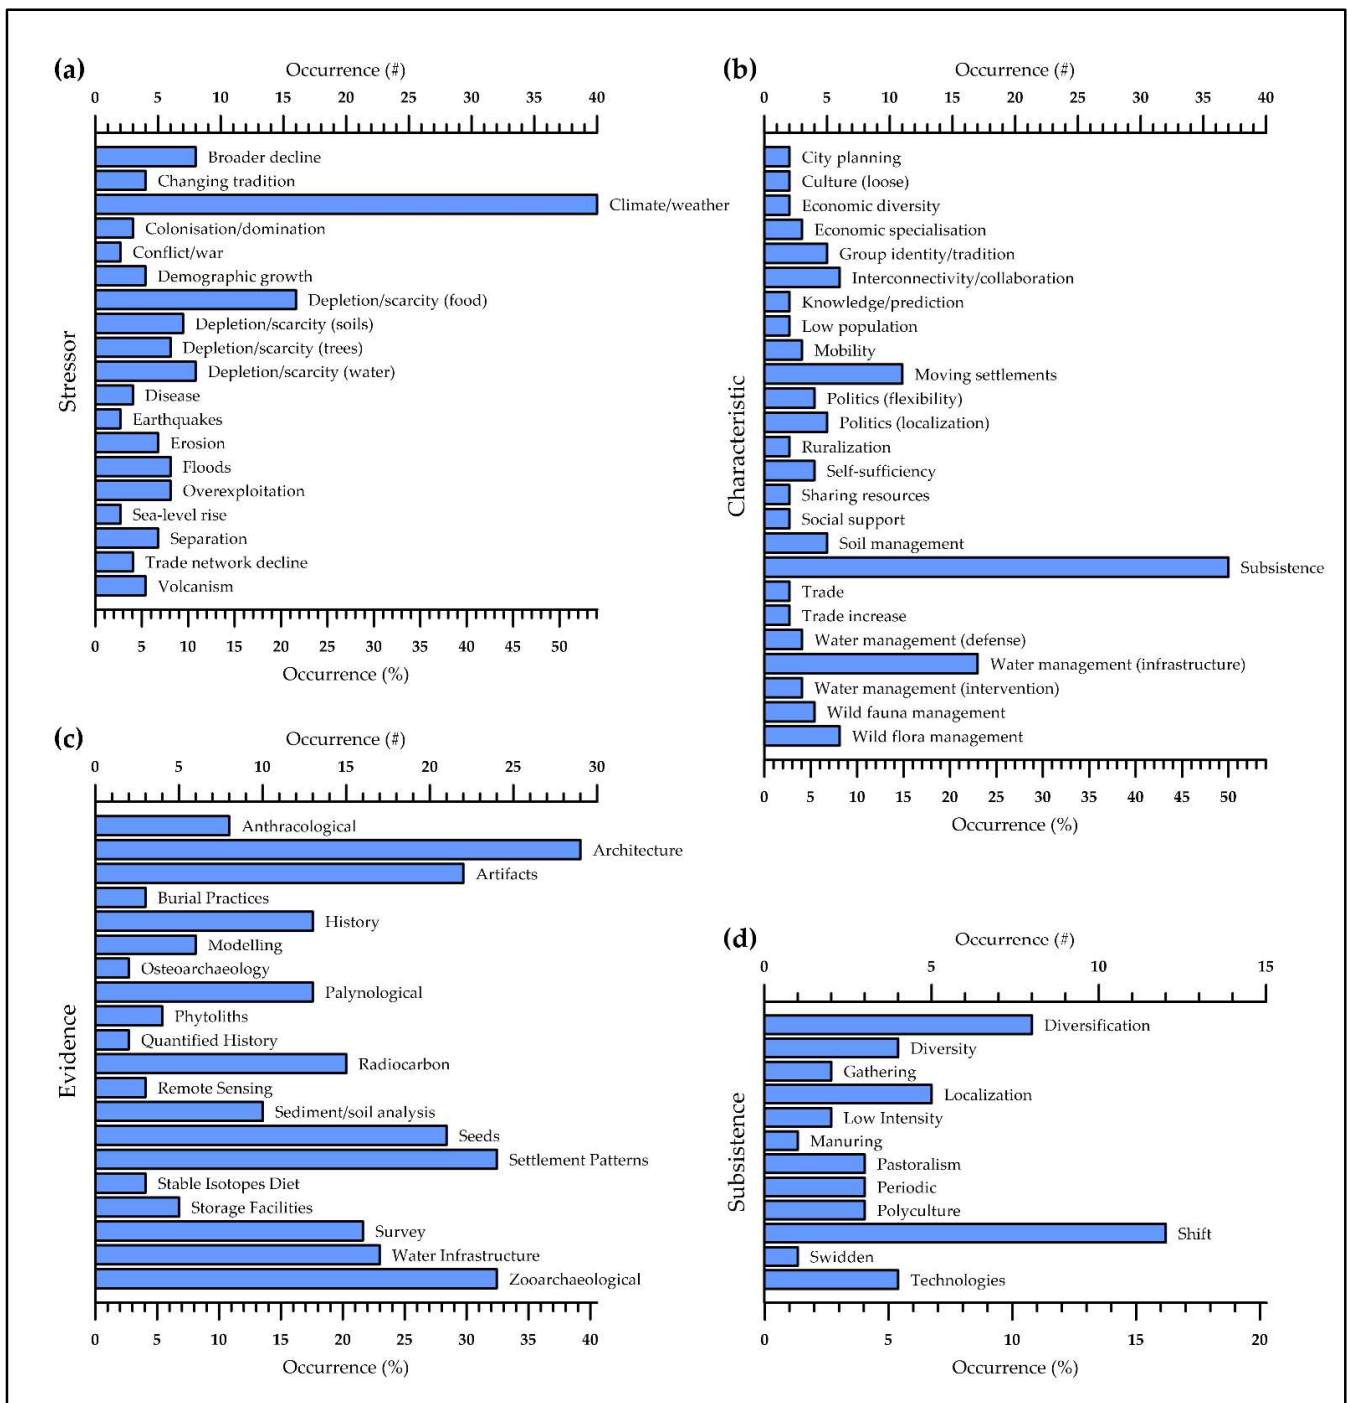 (a)
Occurrence (#)
0 5 10 15 20 25 30 35 40
Stressor
Broader decline
Changing tradition
Climate/weather
Colonisation/domination
Conflict/war
Demographic growth
Depletion/scarcity (food)
Depletion/scarcity (soils)
Depletion/scarcity (trees)
Depletion/scarcity (water)
Disease
Earthquakes
Erosion
Floods
Overexploitation
Sea-level rise
Separation
Trade network decline
Volcanism
0 5 10 15 20 25 30 35 40 45 50
Occurrence (%)
(b)
Occurrence (#)
0 5 10 15 20 25 30 35 40
Characteristic
City planning
Culture (loose)
Economic diversity
Economic specialisation
Group identity/tradition
Interconnectivity/collaboration
Knowledge/prediction
Low population
Mobility
Moving settlements
Politics (flexibility)
Politics (localization)
Ruralization
Self-sufficiency
Sharing resources
Social support
Soil management
Subsistence
Trade
Trade increase
Water management (defense)
Water management (infrastructure)
Water management (intervention)
Wild fauna management
Wild flora management
0 5 10 15 20 25 30 35 40 45 50
Occurrence (%)
(c)
Occurrence (#)
0 5 10 15 20 25 30
Evidence
Anthracological
Architecture
Artifacts
Burial Practices
History
Modelling
Osteoarchaeology
Palynological
Phytoliths
Quantified History
Radiocarbon
Remote Sensing
Sediment/soil analysis
Seeds
Settlement Patterns
Stable Isotopes Diet
Storage Facilities
Survey
Water Infrastructure
Zooarchaeological
0 5 10 15 20 25 30 35 40
Occurrence (%)
(d)
Occurrence (#)
0 5 10 15
Subsistence
Diversification
Diversity
Gathering
Localization
Low Intensity
Manuring
Pastoralism
Periodic
Polyculture
Shift
Swidden
Technologies
0 5 10 15 20
Occurrence (%)